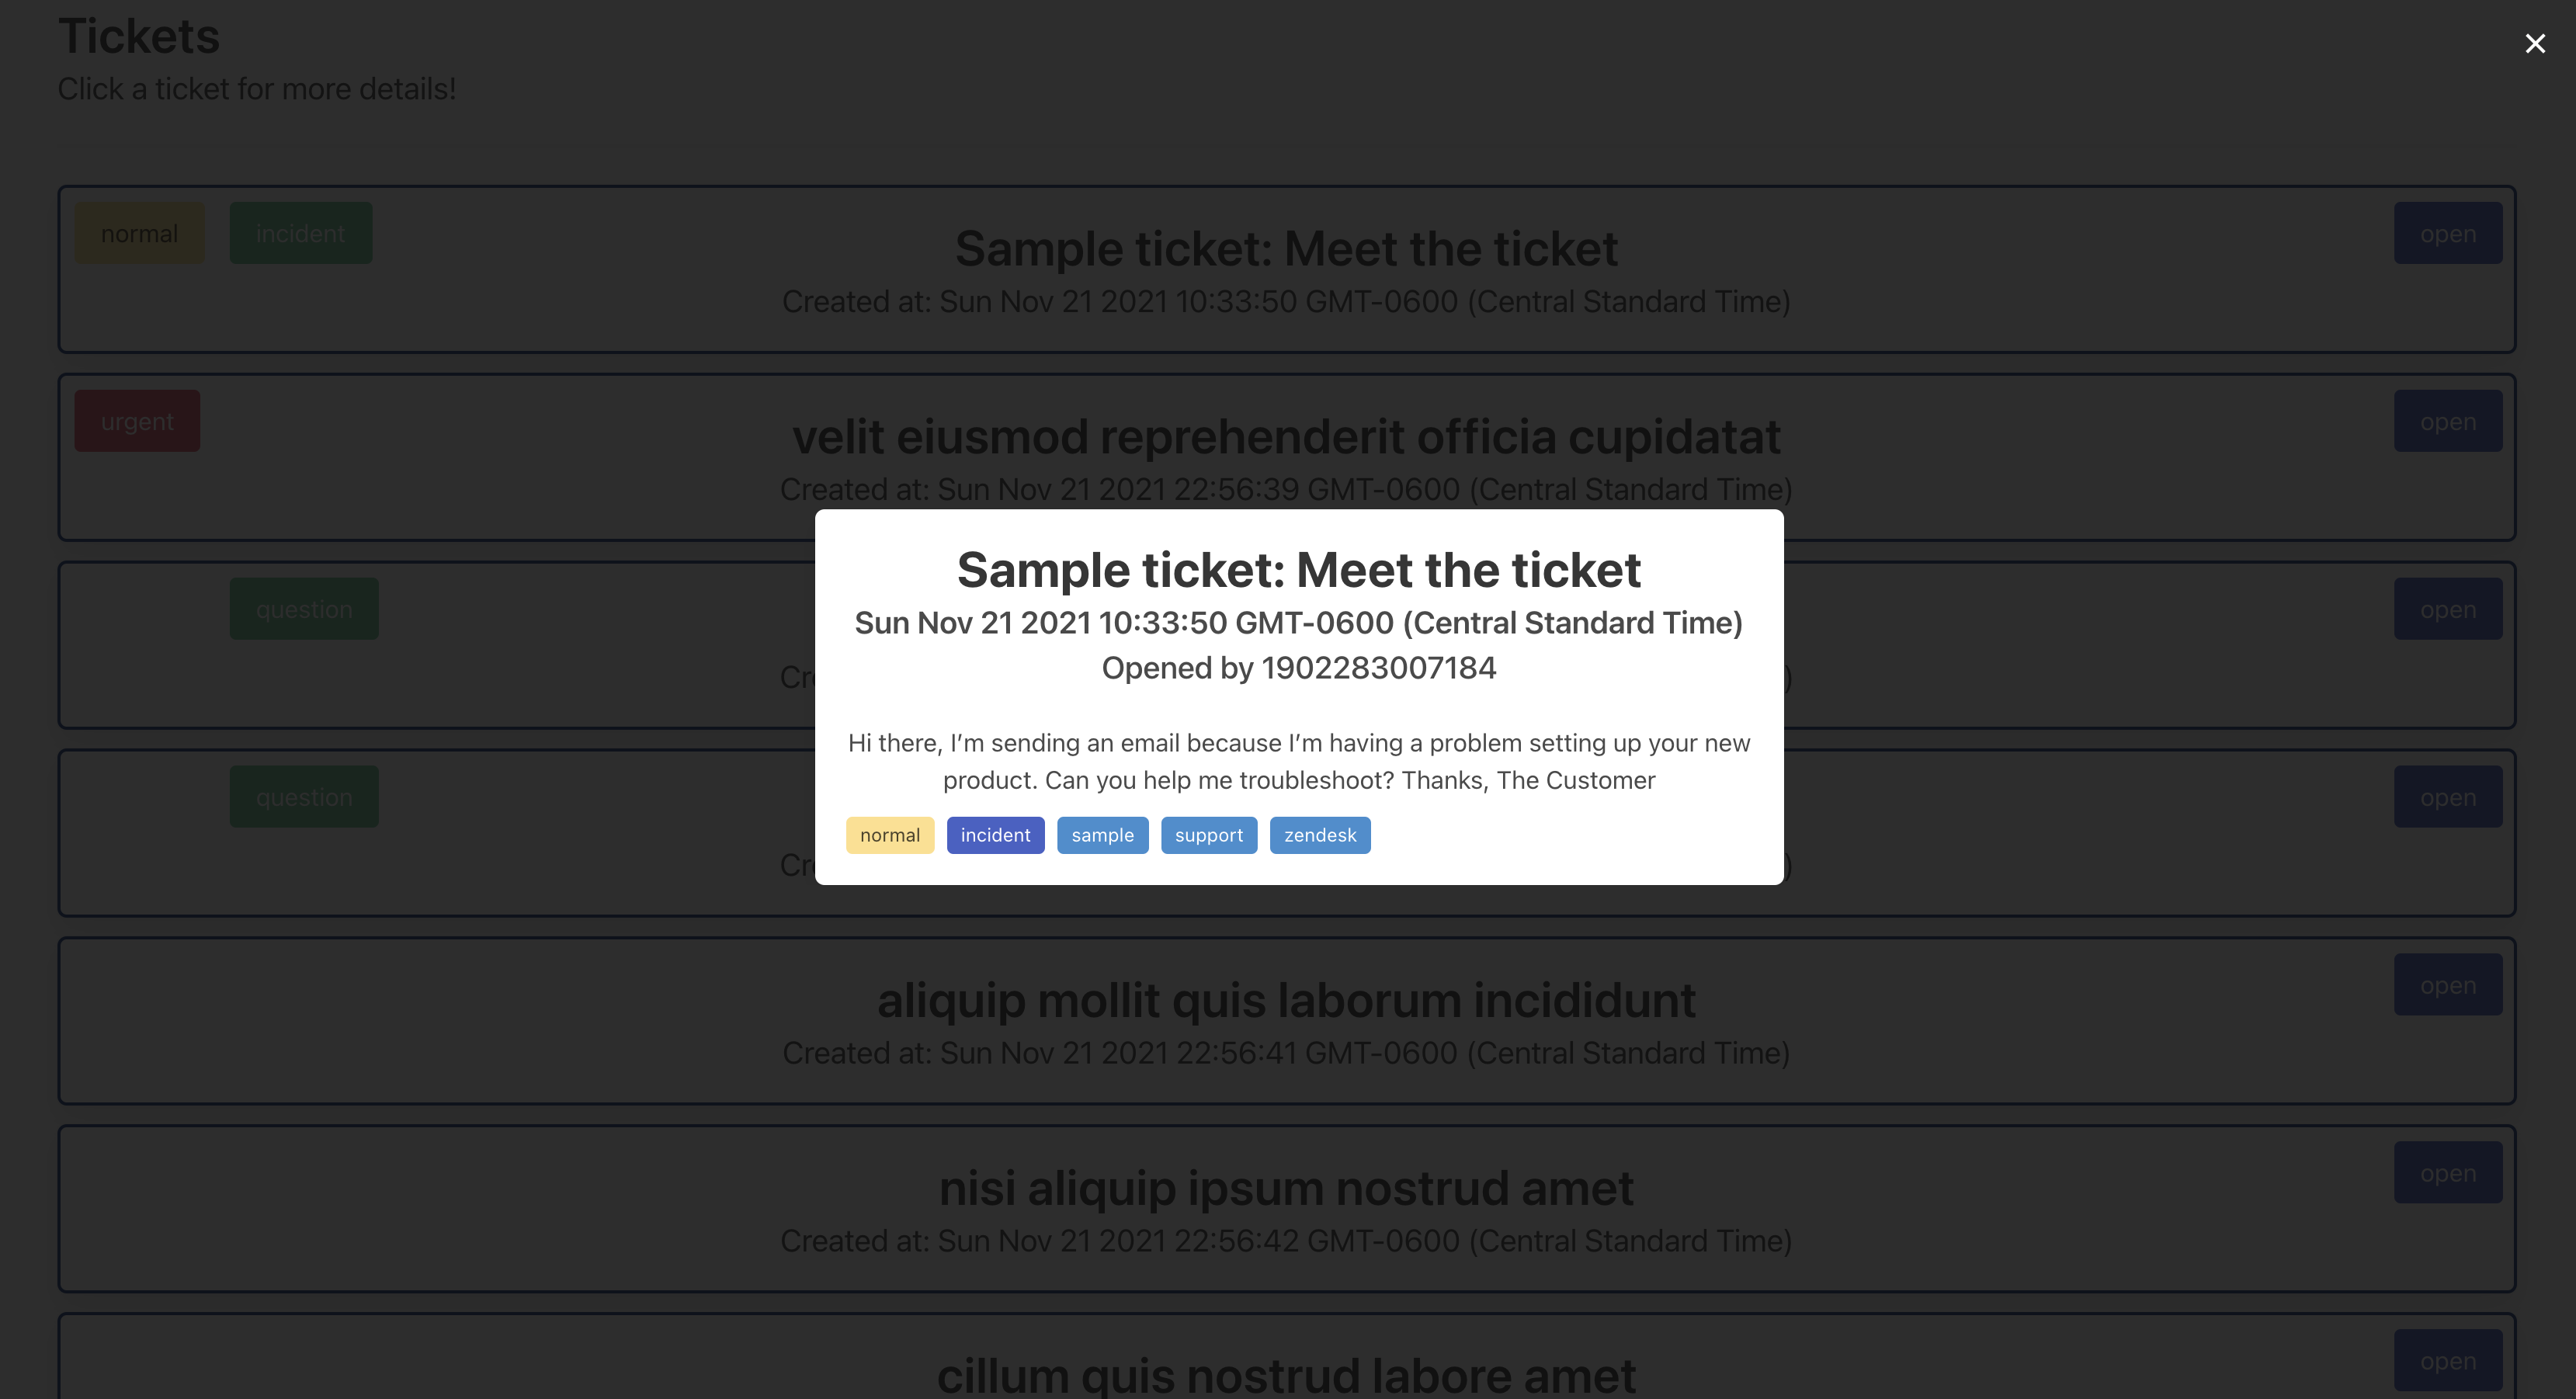 Tickets
Click a ticket for more details!
normal
incident
Sample ticket: Meet the ticket
Created at: Sun Nov 21 2021 10:33:50 GMT-0600 (Central Standard Time)
open
urgent
velit eiusmod reprehenderit officia cupidatat
Created at: Sun Nov 21 2021 22:56:39 GMT-0600 (Central Standard Time)
open
Sample ticket: Meet the ticket
Sun Nov 21 2021 10:33:50 GMT-0600 (Central Standard Time)
Opened by 1902283007184
Hi there, I’m sending an email because I’m having a problem setting up your new
product. Can you help me troubleshoot? Thanks, The Customer
normal
incident
sample
support
zendesk
question
open
question
open
aliquip mollit quis laborum incididunt
Created at: Sun Nov 21 2021 22:56:41 GMT-0600 (Central Standard Time)
open
nisi aliquip ipsum nostrud amet
Created at: Sun Nov 21 2021 22:56:42 GMT-0600 (Central Standard Time)
open
cillum quis nostrud labore amet
open